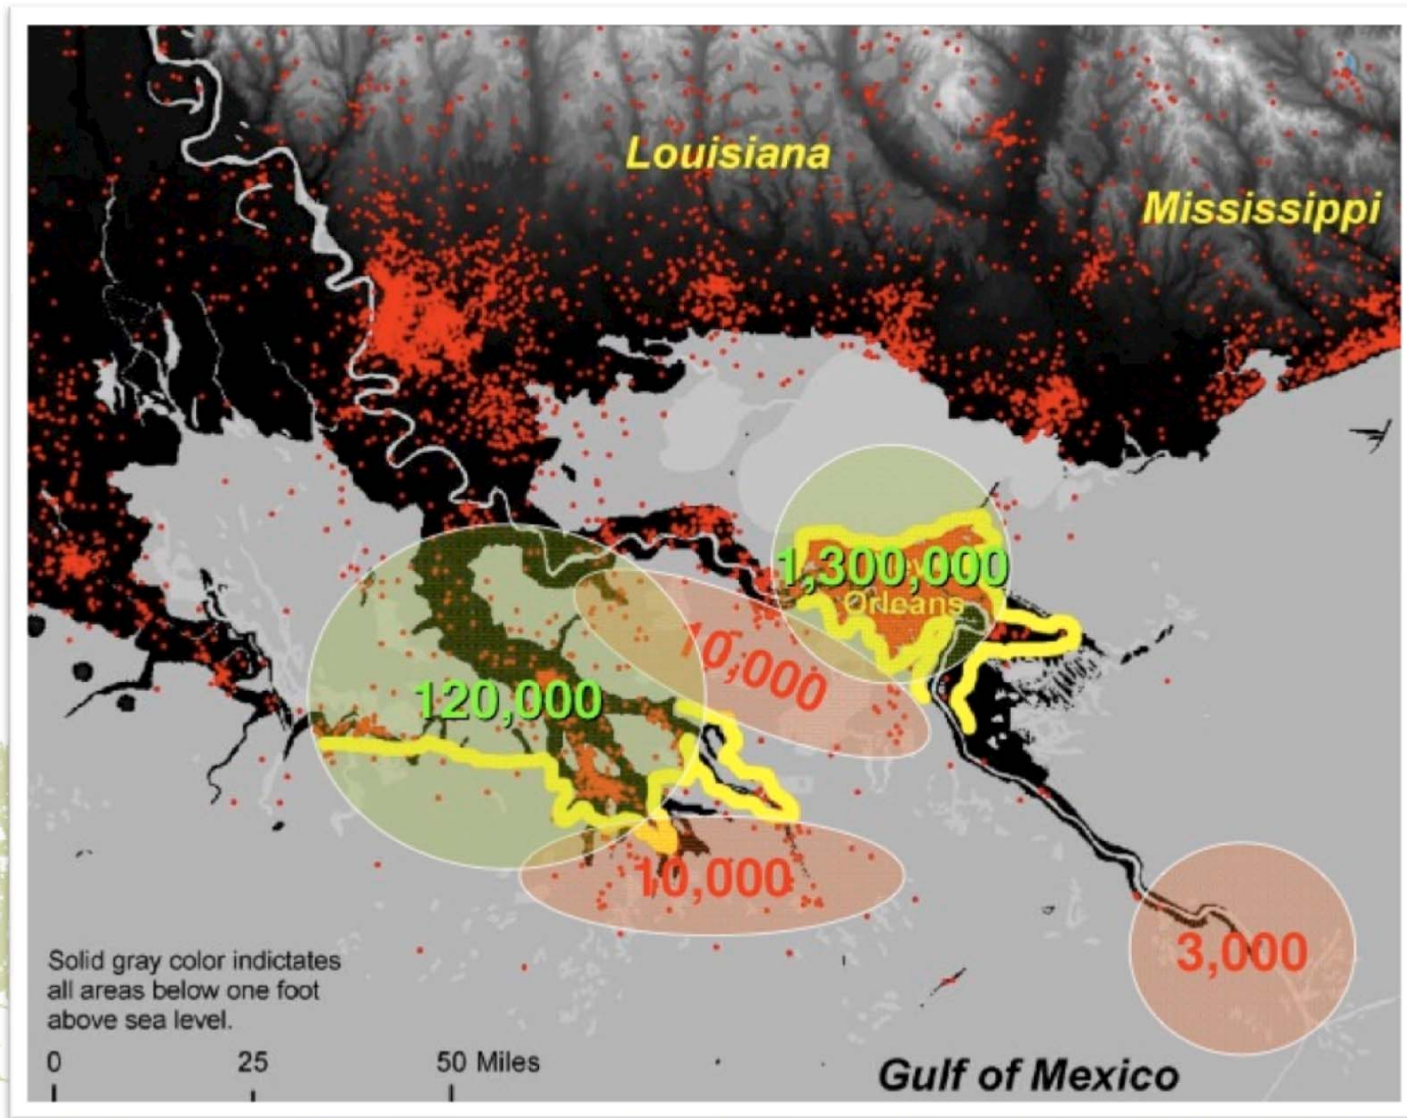 Louisiana
Mississippi
1,300,000
New
Orleans
10,000
120,000
10,000
3,000
Solid gray color indictates
all areas below one foot
above sea level.
0 25 50 Miles
Gulf of Mexico